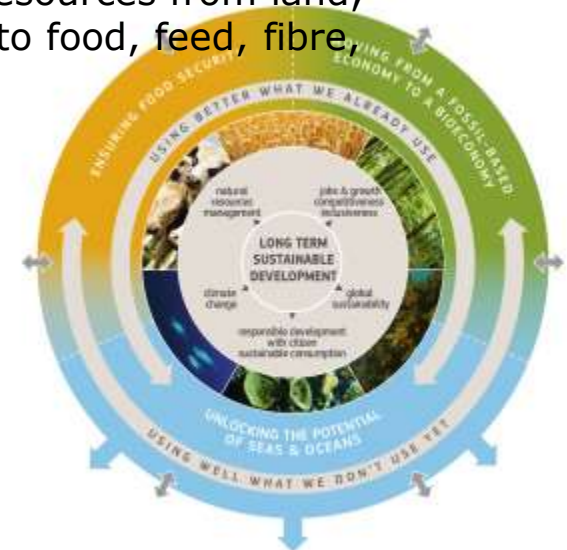 esources from land,
to food, feed, fibre,
ENSURING FOOD SECURITY
MOVING FROM A FOSSIL-BASED
ECONOMY TO A BIOECONOMY
USING BETTER WHAT WE ALREADY USE
natural
resources
management
jobs & growth
competitiveness
inclusiveness
LONG TERM
SUSTAINABLE
DEVELOPMENT
climate
change
global
sustainability
responsible development
with citizen
sustainable consumption
UNLOCKING THE POTENTIAL
OF SEAS & OCEANS
USING WELL WHAT WE DON'T USE YET